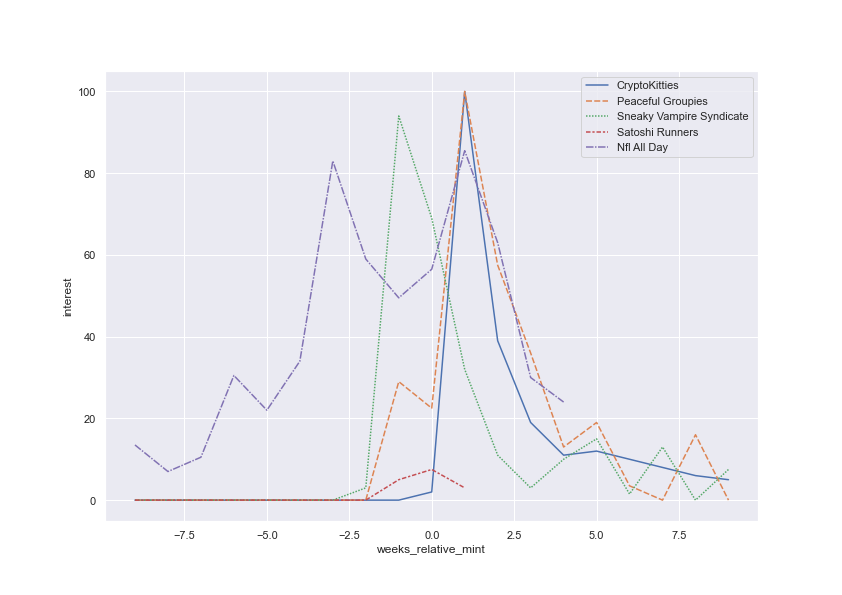 100
80
60
40
20
0
interest
−7.5 −5.0 −2.5 0.0 2.5 5.0 7.5
weeks_relative_mint
CryptoKitties
Peaceful Groupies
Sneaky Vampire Syndicate
Satoshi Runners
Nfl All Day